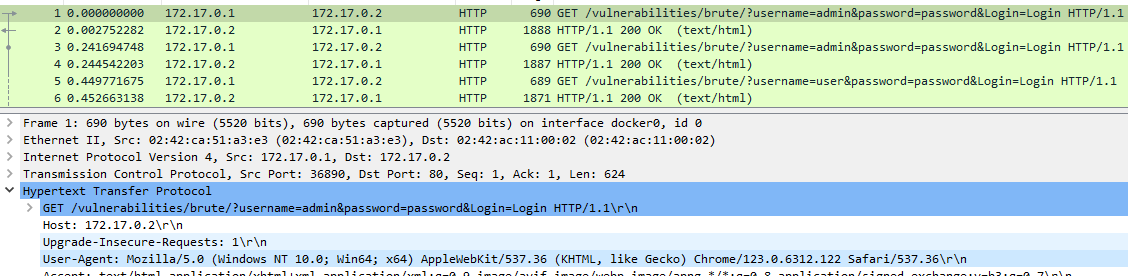 1 0.000000000 172.17.0.1 172.17.0.2 HTTP 690 GET /vulnerabilities/brute/?username=admin&password=password&Login=Login HTTP/1.1
2 0.002752282 172.17.0.2 172.17.0.1 HTTP 1888 HTTP/1.1 200 OK (text/html)
3 0.241694748 172.17.0.1 172.17.0.2 HTTP 690 GET /vulnerabilities/brute/?username=admin&password=password&Login=Login HTTP/1.1
4 0.244542203 172.17.0.2 172.17.0.1 HTTP 1887 HTTP/1.1 200 OK (text/html)
5 0.449771675 172.17.0.1 172.17.0.2 HTTP 689 GET /vulnerabilities/brute/?username=user&password=password&Login=Login HTTP/1.1
6 0.452663138 172.17.0.2 172.17.0.1 HTTP 1871 HTTP/1.1 200 OK (text/html)
Frame 1: 690 bytes on wire (5520 bits), 690 bytes captured (5520 bits) on interface docker0, id 0
Ethernet II, Src: 02:42:ca:51:a3:e3 (02:42:ca:51:a3:e3), Dst: 02:42:ac:11:00:02 (02:42:ac:11:00:02)
Internet Protocol Version 4, Src: 172.17.0.1, Dst: 172.17.0.2
Transmission Control Protocol, Src Port: 36890, Dst Port: 80, Seq: 1, Ack: 1, Len: 624
Hypertext Transfer Protocol
GET /vulnerabilities/brute/?username=admin&password=password&Login=Login HTTP/1.1\r\n
Host: 172.17.0.2\r\n
Upgrade-Insecure-Requests: 1\r\n
User-Agent: Mozilla/5.0 (Windows NT 10.0; Win64; x64) AppleWebKit/537.36 (KHTML, like Gecko) Chrome/123.0.6312.122 Safari/537.36\r\n